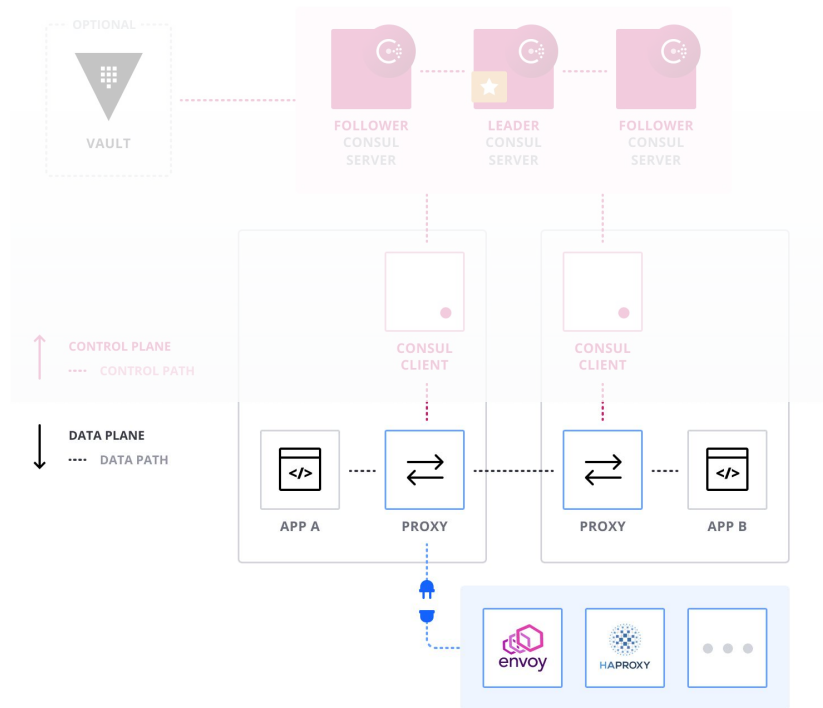 OPTIONAL
VAULT
FOLLOWER
CONSUL
SERVER
LEADER
CONSUL
SERVER
FOLLOWER
CONSUL
SERVER
CONSUL
CLIENT
CONSUL
CLIENT
CONTROL PLANE
CONTROL PATH
DATA PLANE
DATA PATH
</>
APP A
PROXY
PROXY
</>
APP B
envoy
HAPROXY